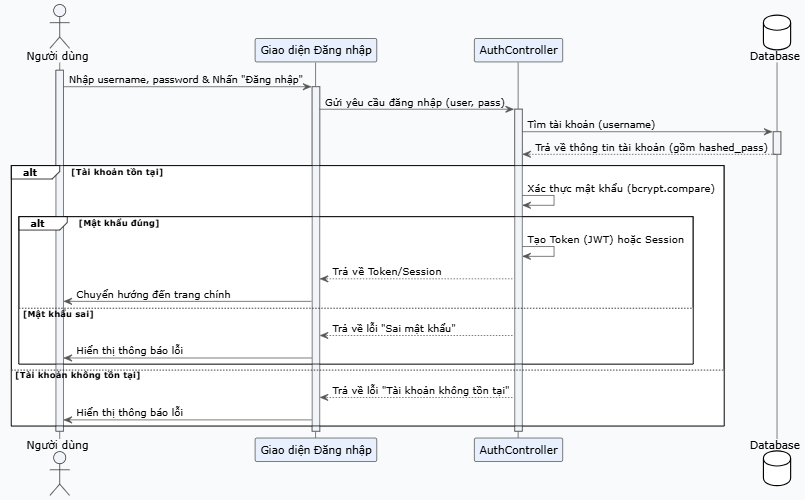 Người dùng
Giao diện Đăng nhập
AuthController
Database
Nhập username, password & Nhấn "Đăng nhập"
Gửi yêu cầu đăng nhập (user, pass)
Tìm tài khoản (username)
Trả về thông tin tài khoản (gồm hashed_pass)
alt
[Tài khoản tồn tại]
Xác thực mật khẩu (bcrypt.compare)
alt
[Mật khẩu đúng]
Tạo Token (JWT) hoặc Session
Trả về Token/Session
Chuyển hướng đến trang chính
[Mật khẩu sai]
Trả về lỗi "Sai mật khẩu"
Hiển thị thông báo lỗi
[Tài khoản không tồn tại]
Trả về lỗi "Tài khoản không tồn tại"
Hiển thị thông báo lỗi
Người dùng
Giao diện Đăng nhập
AuthController
Database